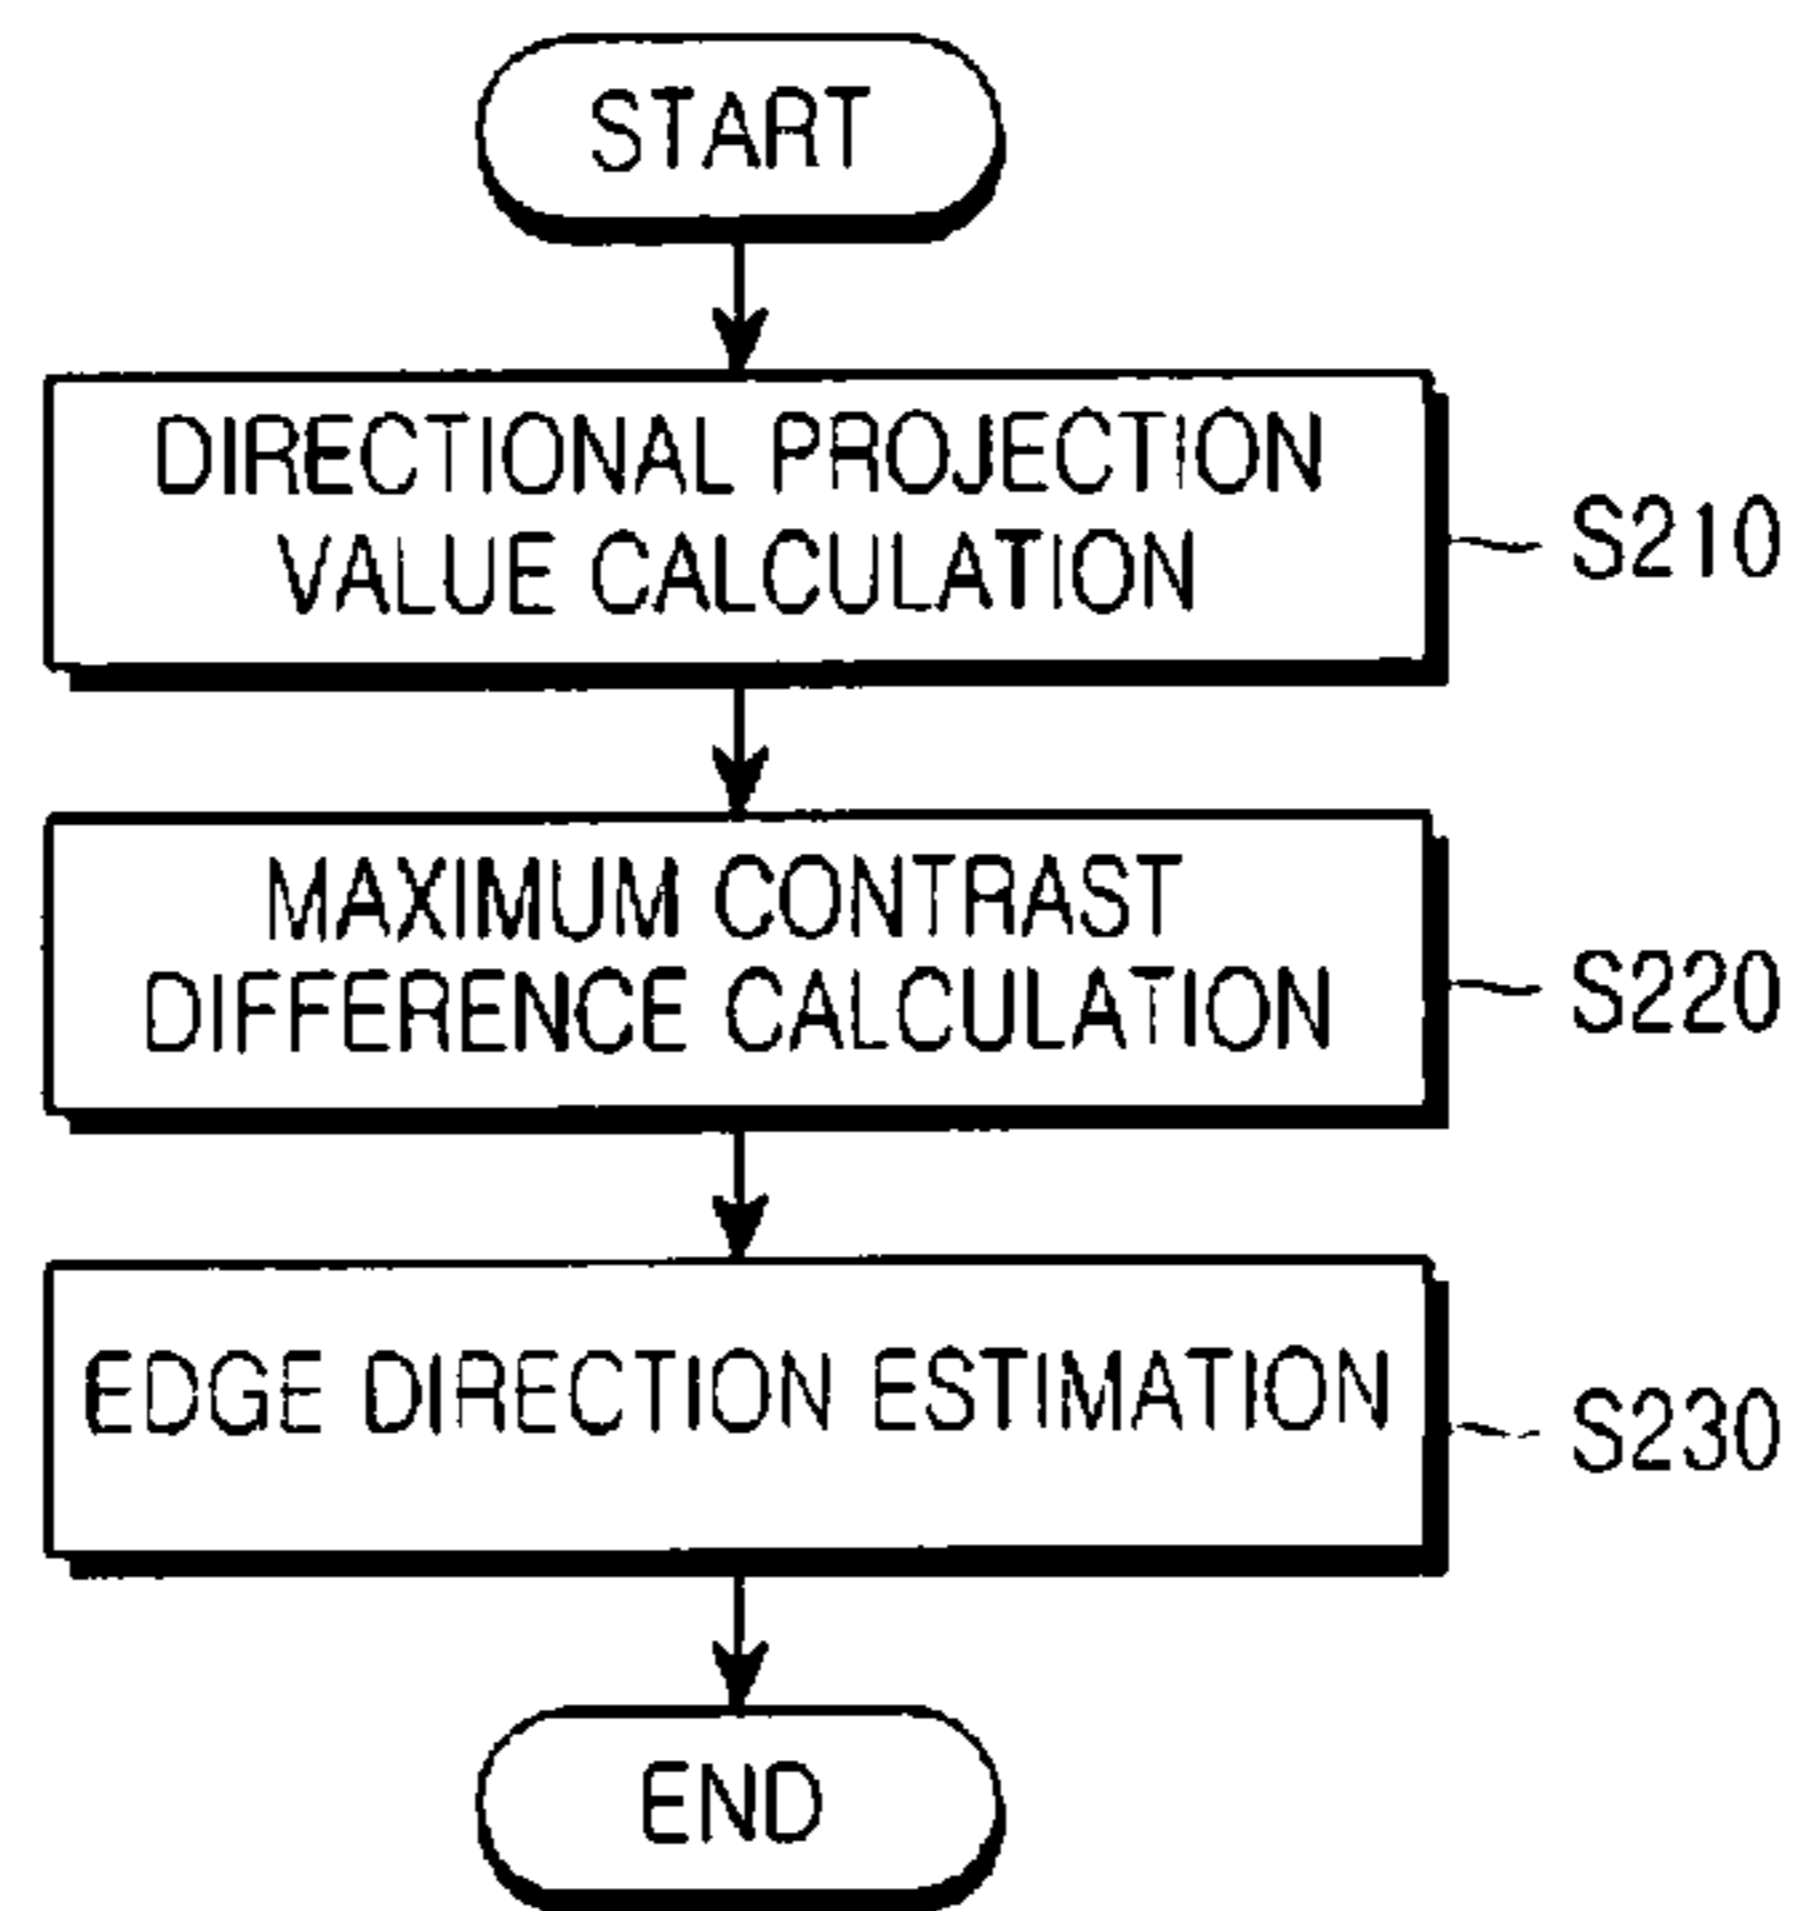 START
DIRECTIONAL PROJECTION
VALUE CALCULATION
S210
MAXIMUM CONTRAST
DIFFERENCE CALCULATION
S220
EDGE DIRECTION ESTIMATION
S230
END